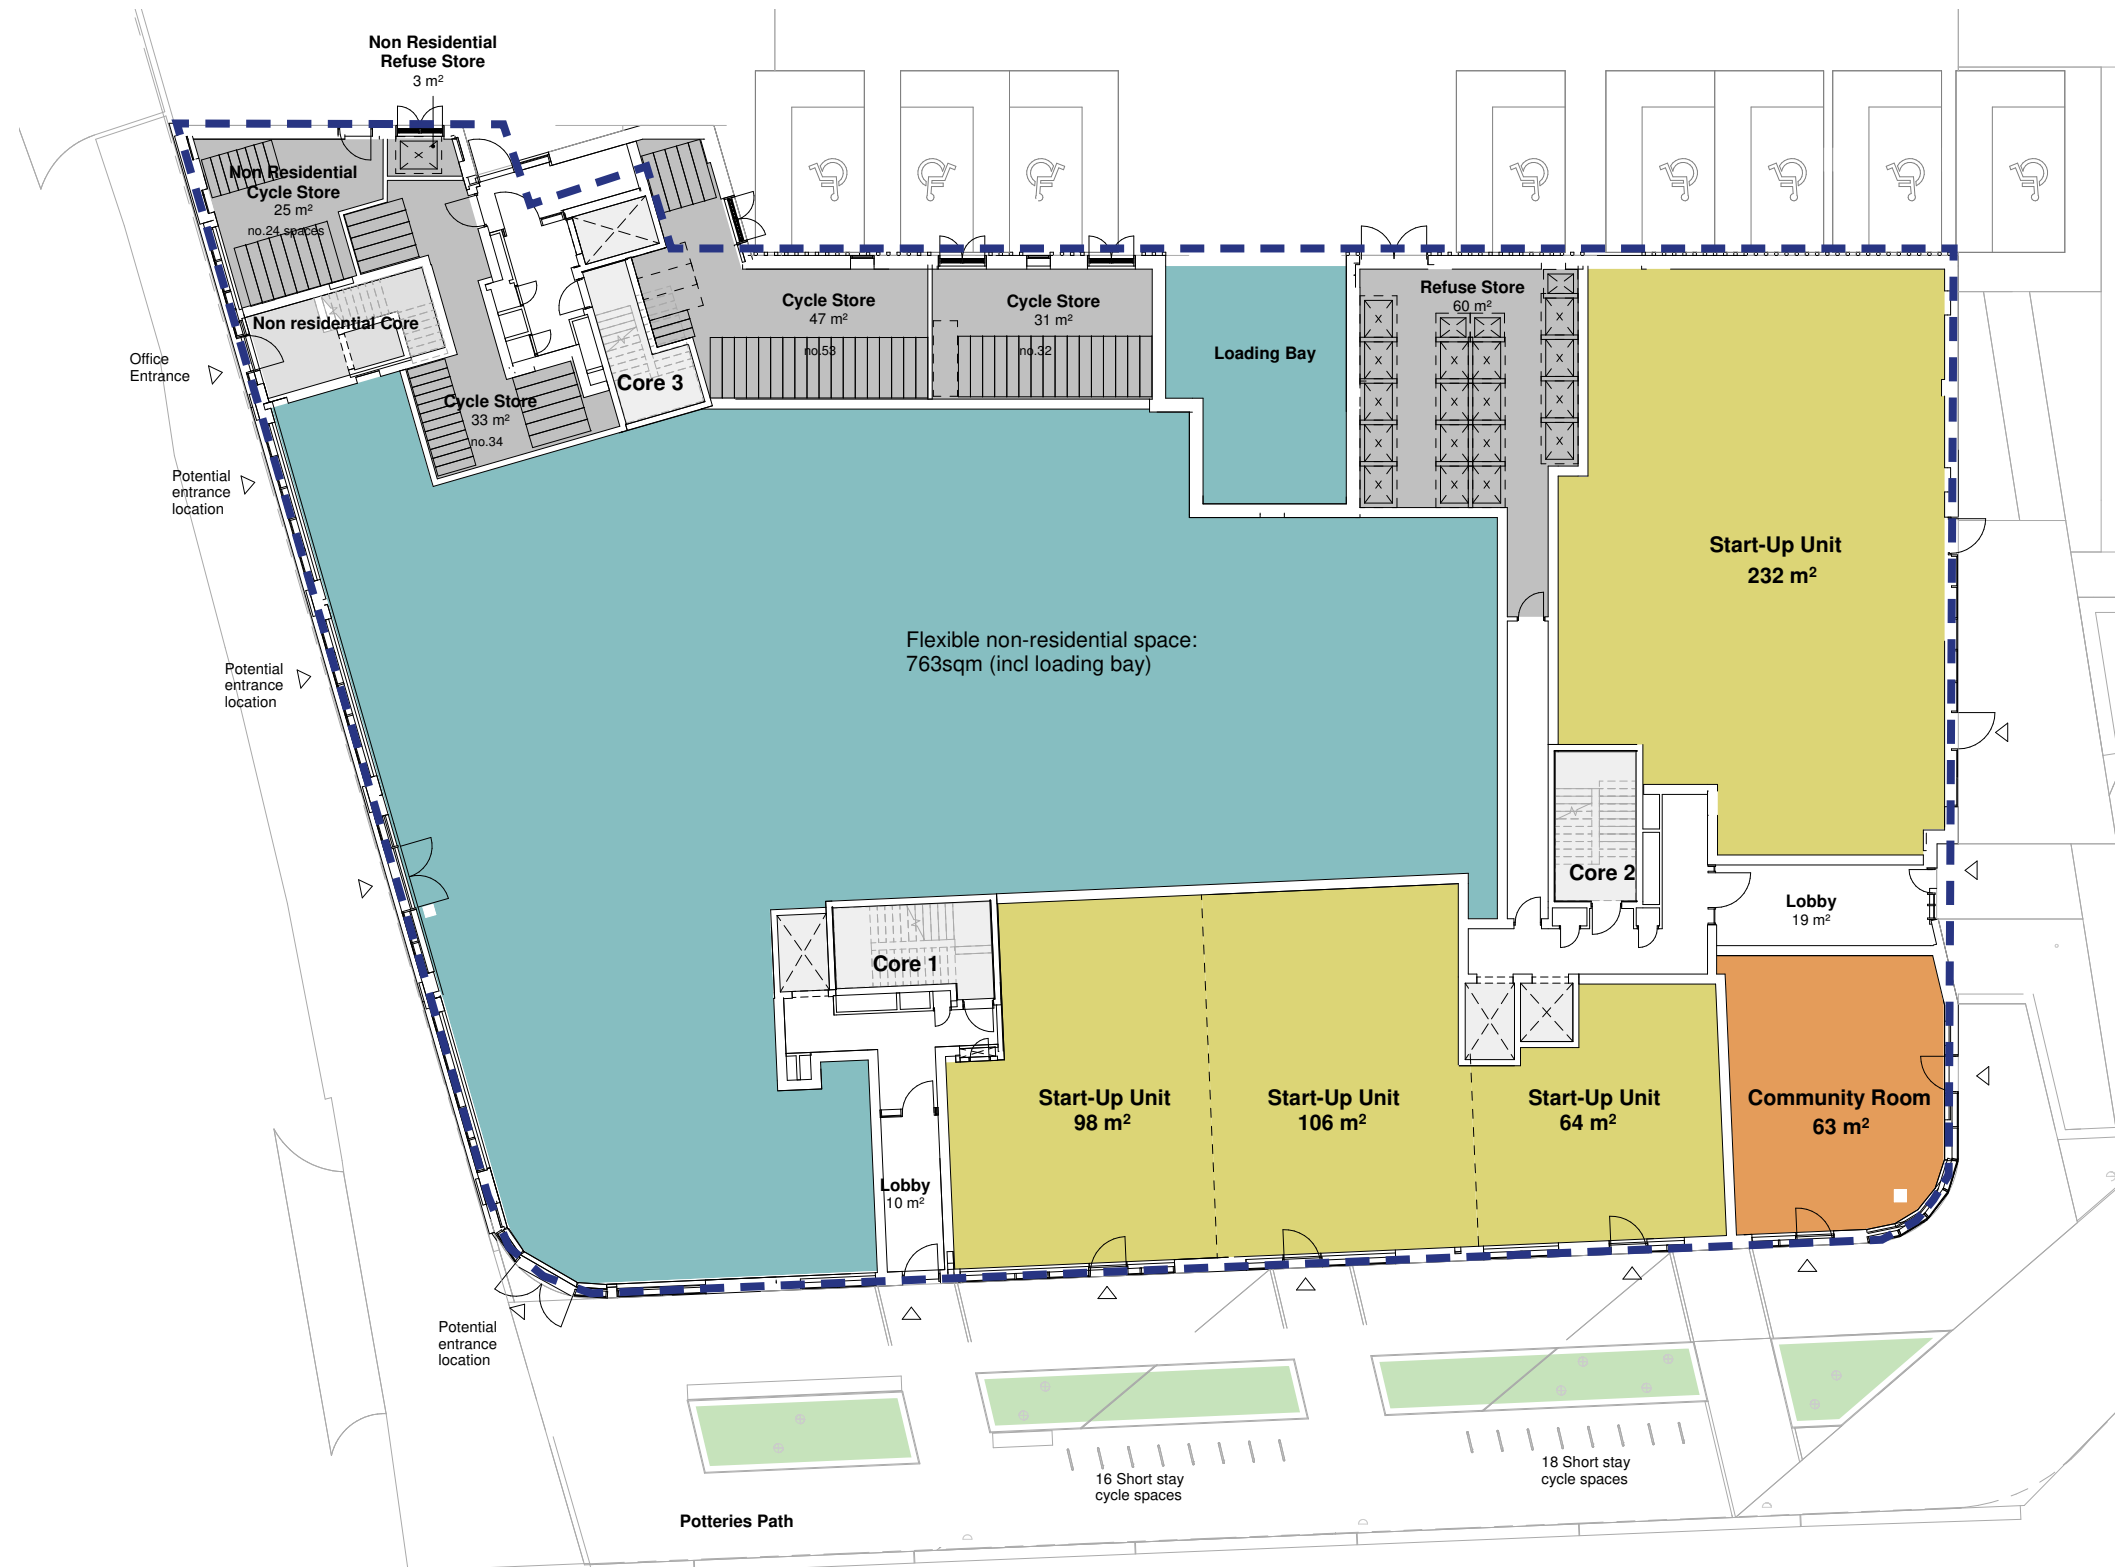 Non Residential
Refuse Store
3 m²
Non Residential
Cycle Store
25 m²
no.24 spaces
Non residential Core
Office
Entrance
Cycle Store
33 m²
no.34
Core 3
Cycle Store
47 m²
no.53
Cycle Store
31 m²
no.32
Loading Bay
Refuse Store
60 m²
Potential
entrance
location
Start-Up Unit
232 m²
Flexible non-residential space:
763sqm (incl loading bay)
Potential
entrance
location
Core 2
Lobby
19 m²
Core 1
Start-Up Unit
98 m²
Start-Up Unit
106 m²
Start-Up Unit
64 m²
Community Room
63 m²
Lobby
10 m²
Potential
entrance
location
16 Short stay
cycle spaces
18 Short stay
cycle spaces
Potteries Path